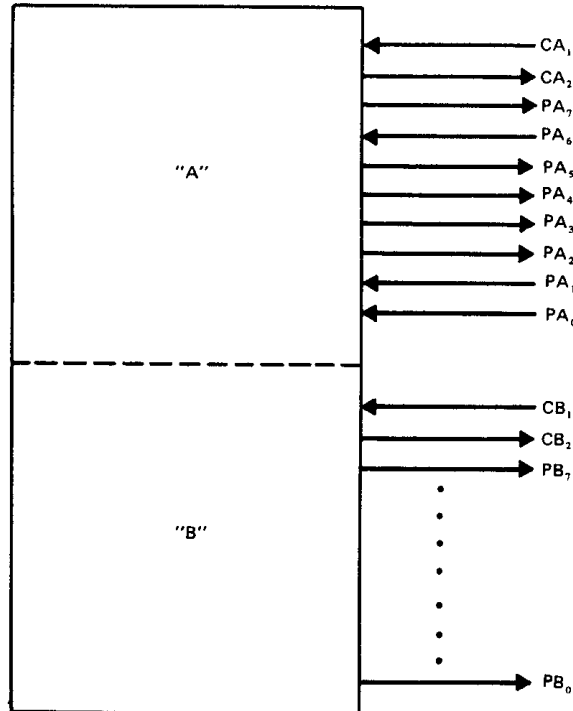 CA₁
CA₂
PA₇
PA₆
"A"
PA₅
PA₄
PA₃
PA₂
PA₁
PA₀
CB₁
CB₂
PB₇
"B"
PB₀